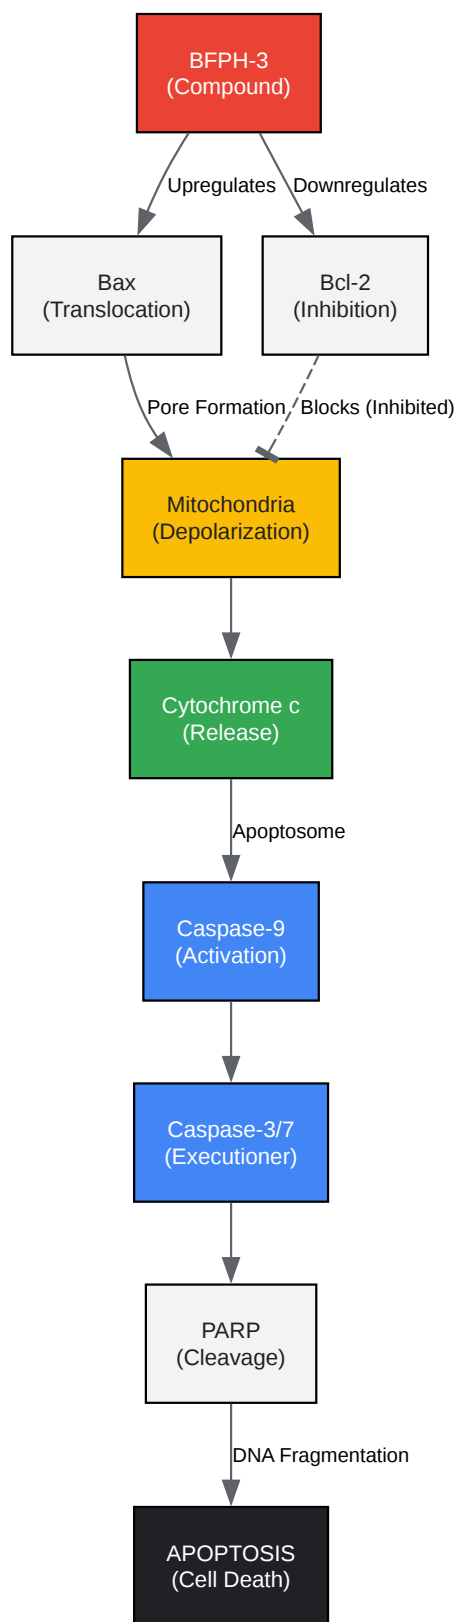 BFPH-3
(Compound)
Upregulates
Downregulates
Bax
(Translocation)
Bcl-2
(Inhibition)
Pore Formation
Blocks (Inhibited)
Mitochondria
(Depolarization)
Cytochrome c
(Release)
Apoptosome
Caspase-9
(Activation)
Caspase-3/7
(Executioner)
PARP
(Cleavage)
DNA Fragmentation
APOPTOSIS
(Cell Death)